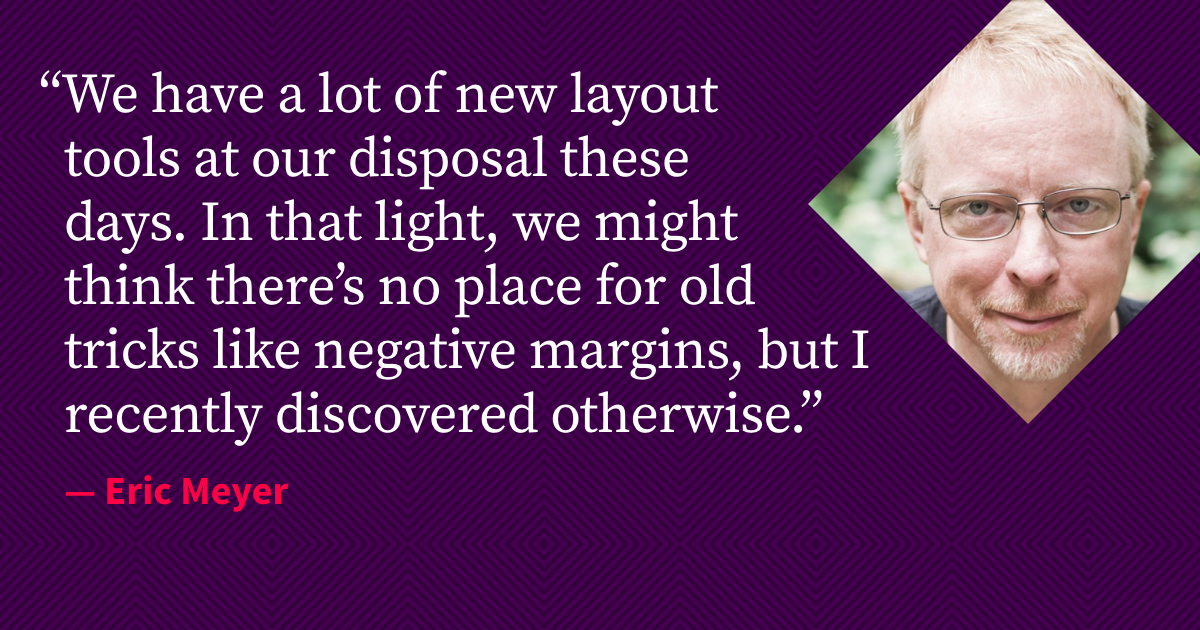 “We have a lot of new layout
tools at our disposal these
days. In that light, we might
think there’s no place for old
tricks like negative margins, but I
recently discovered otherwise.”
— Eric Meyer